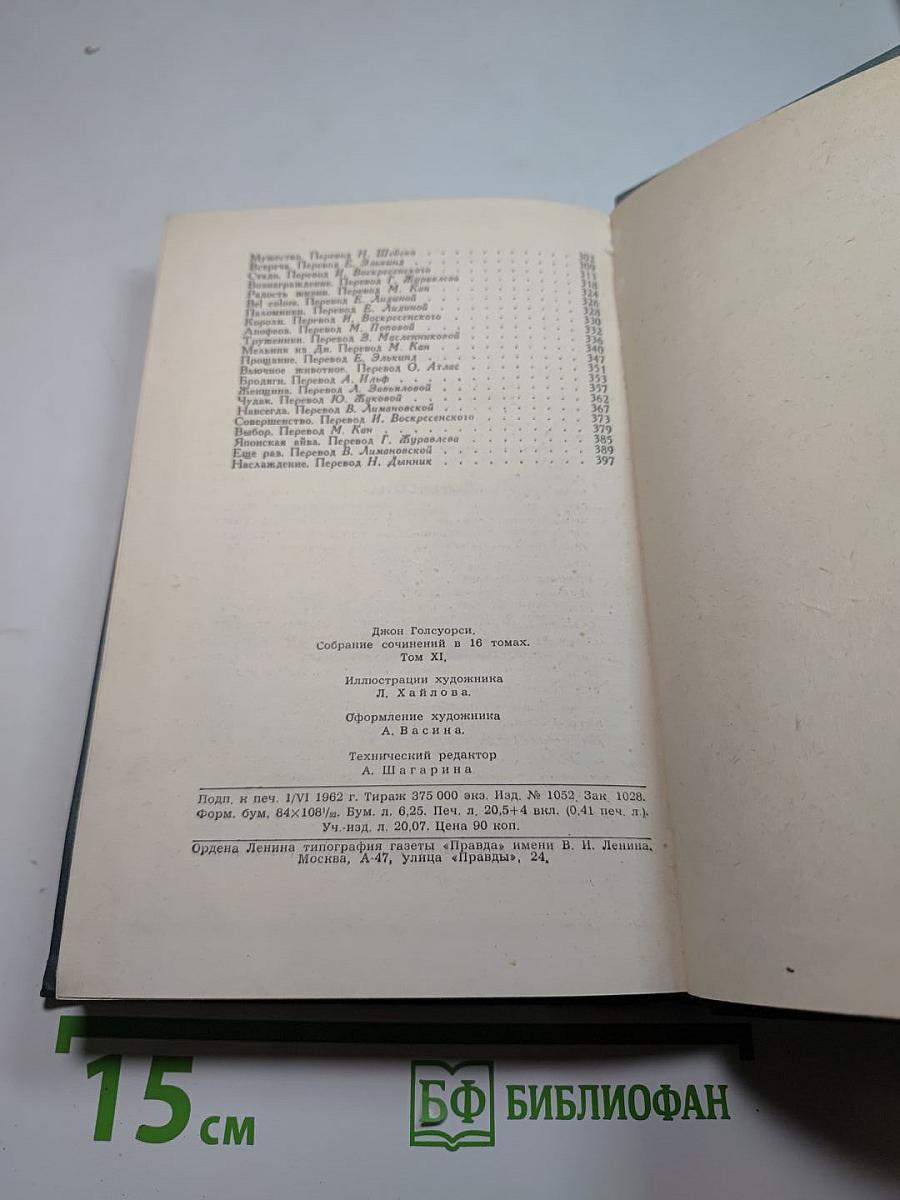 Мужество. Перевод Н. Шебеко . . . . . . . . . . . 302
Встреча. Перевод Е. Элькинд . . . . . . . . . . . 309
Стадо. Перевод И. Воскресенского . . . . . . . . . . . 311
Вознаграждение. Перевод Г. Журавлева . . . . . . . . . . 318
Радость жизни. Перевод М. Кан . . . . . . . . . . . 324
Bel colore. Перевод Е. Лидиной . . . . . . . . . . . 326
Паломники. Перевод Е. Лидиной . . . . . . . . . . . 328
Короли. Перевод И. Воскресенского . . . . . . . . . . 330
Апофеоз. Перевод М. Поповой . . . . . . . . . . . 332
Труженики. Перевод Э. Масленниковой . . . . . . . . . . 336
Мельник из Ди. Перевод М. Кан . . . . . . . . . . . 340
Прощание. Перевод Е. Элькинд . . . . . . . . . . . 347
Вьючное животное. Перевод О. Атлас . . . . . . . . . . 351
Бродяги. Перевод А. Ильф . . . . . . . . . . . 353
Женщина. Перевод Л. Завьяловой . . . . . . . . . . . 357
Чудак. Перевод Ю. Жуковой . . . . . . . . . . . 362
Навсегда. Перевод В. Лимановской . . . . . . . . . . 367
Совершенство. Перевод И. Воскресенского . . . . . . . . 373
Выбор. Перевод М. Кан . . . . . . . . . . . 379
Японская айва. Перевод Г. Журавлева . . . . . . . . . 385
Еще раз. Перевод В. Лимановской . . . . . . . . . . 389
Наслаждение. Перевод Н. Дынник . . . . . . . . . . 397
Джон Голсуорси.
Собрание сочинений в 16 томах.
Том XI.
Иллюстрации художника
Л. Хайлова.
Оформление художника
А. Васина.
Технический редактор
А. Шагарина
Подп. к печ. 1/VI 1962 г. Тираж 375 000 экз. Изд. № 1052. Зак. 1028.
Форм. бум. 84×108¹/₃₂. Бум. л. 6,25. Печ. л. 20,5+4 вкл. (0,41 печ. л.).
Уч.-изд. л. 20,07. Цена 90 коп.
Ордена Ленина типография газеты «Правда» имени В. И. Ленина.
Москва, А-47, улица «Правды», 24.
15 см
БФ БИБЛИОФАН